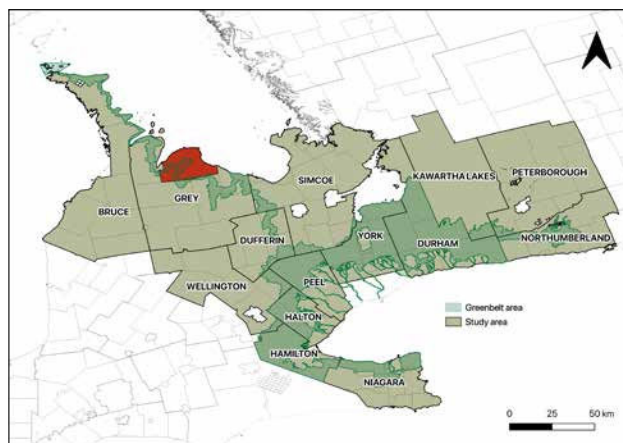 KAWARTHA LAKES
PETERBOROUGH
SIMCOE
BRUCE
GREY
DUFFERIN
YORK
DURHAM
NORTHUMBERLAND
WELLINGTON
PEEL
HALTON
HAMILTON
NIAGARA
Greenbelt area
Study area
0 25 50 km